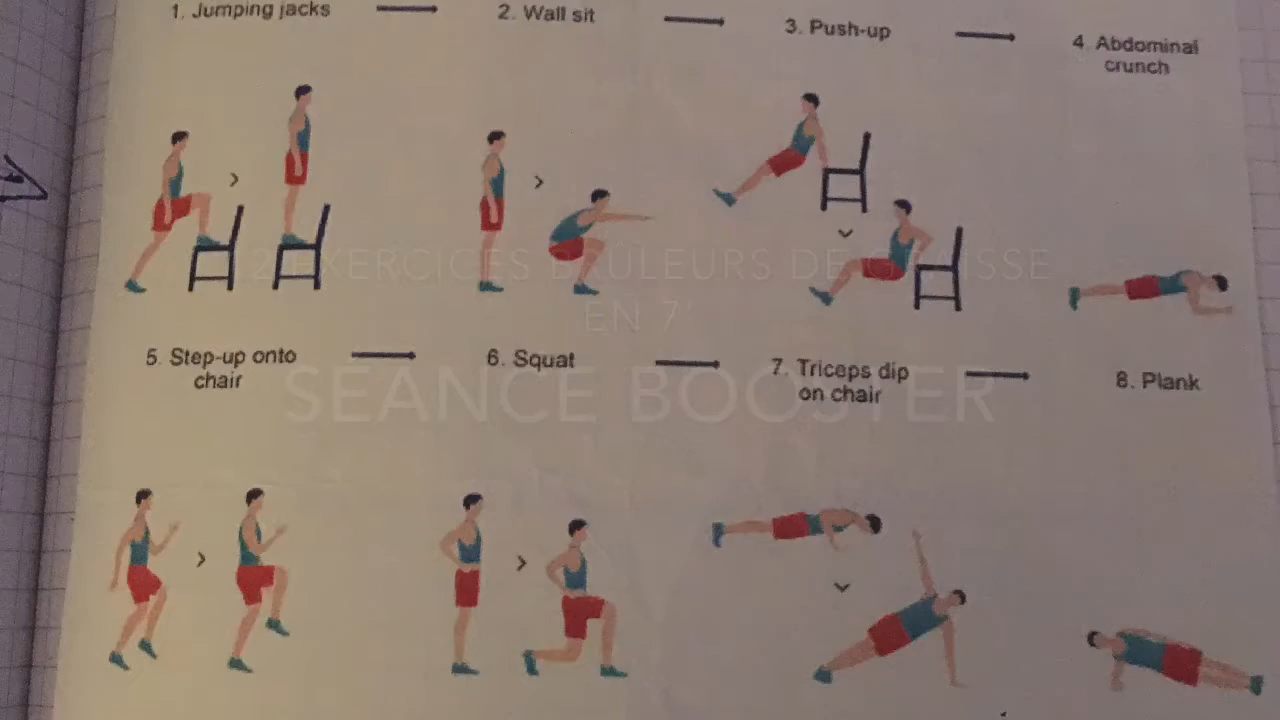 1. Jumping jacks
2. Wall sit
3. Push-up
4. Abdominal
crunch
12 EXERCICES BRÛLEURS DE GRAISSE
EN 7'
5. Step-up onto
chair
6. Squat
7. Triceps dip
on chair
8. Plank
SÉANCE BOOSTER